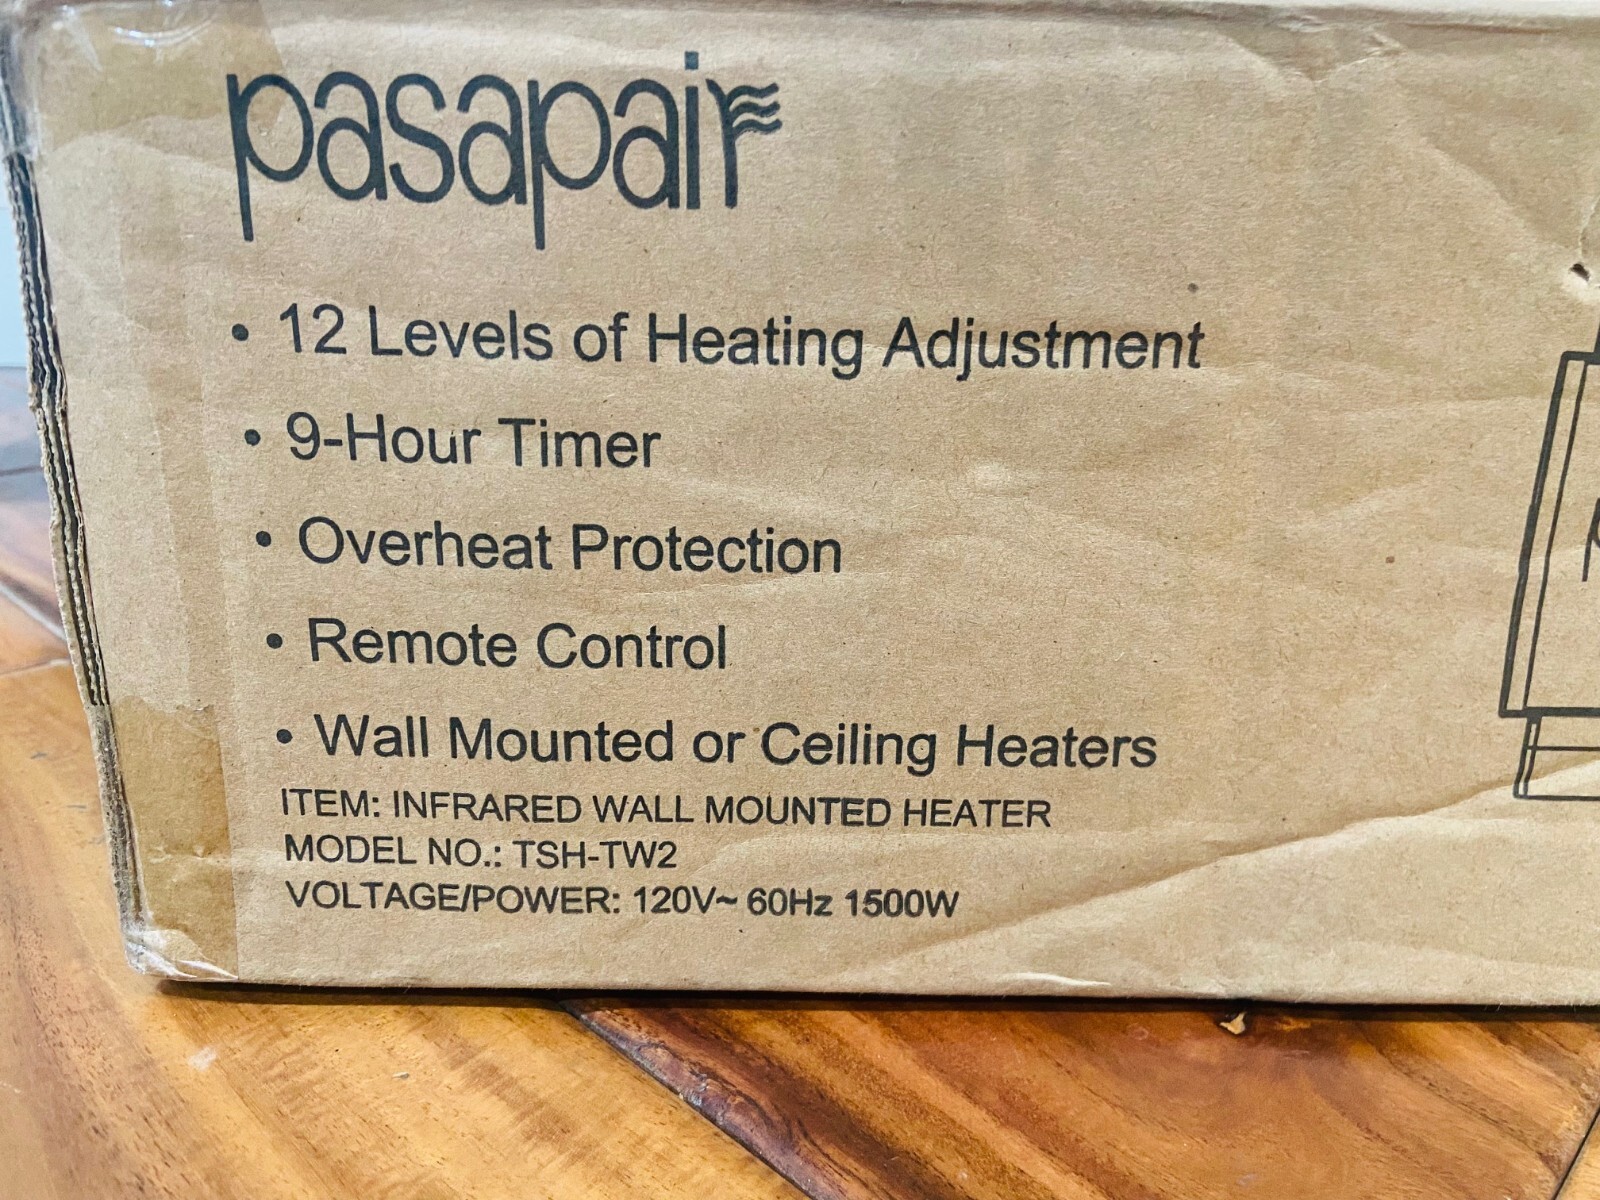 pasapair
• 12 Levels of Heating Adjustment
• 9-Hour Timer
• Overheat Protection
• Remote Control
• Wall Mounted or Ceiling Heaters
ITEM: INFRARED WALL MOUNTED HEATER
MODEL NO.: TSH-TW2
VOLTAGE/POWER: 120V~ 60Hz 1500W